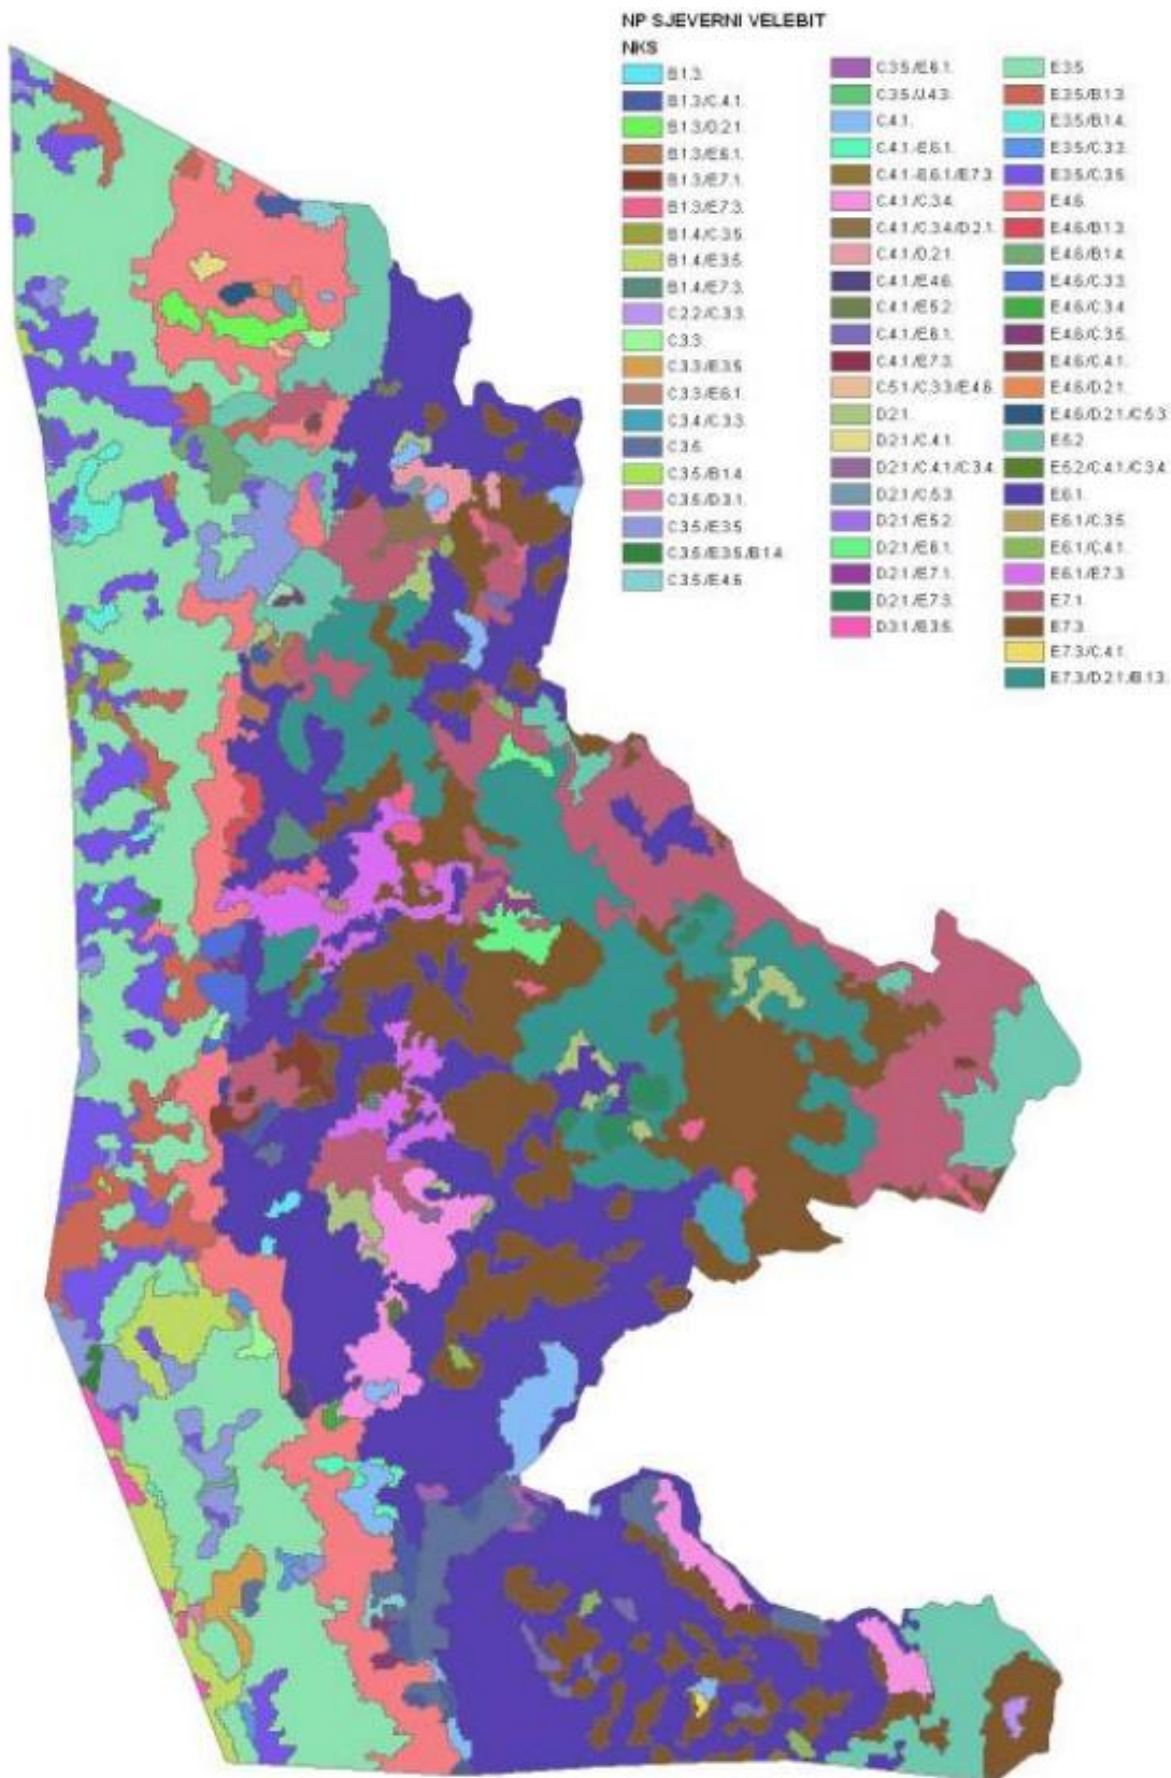 NP SJEVERNI VELEBIT
NKS
B.1.3.
B.1.3./C.4.1.
B.1.3./D.2.1.
B.1.3./E.6.1.
B.1.3./E.7.1.
B.1.3./E.7.3.
B.1.4./C.3.5.
B.1.4./E.3.5.
B.1.4./E.7.3.
C.2.2./C.3.3.
C.3.3.
C.3.3./E.3.5.
C.3.3./E.6.1.
C.3.4./C.3.3.
C.3.5.
C.3.5./B.1.4.
C.3.5./D.3.1.
C.3.5./E.3.5.
C.3.5./E.3.5./B.1.4.
C.3.5./E.4.6.
C.3.5./E.6.1.
C.3.5./J.4.3.
C.4.1.
C.4.1.-E.6.1.
C.4.1.-E.6.1./E.7.3.
C.4.1./C.3.4.
C.4.1./C.3.4./D.2.1.
C.4.1./D.2.1.
C.4.1./E.4.6.
C.4.1./E.5.2.
C.4.1./E.6.1.
C.4.1./E.7.3.
C.5.1./C.3.3./E.4.6.
D.2.1.
D.2.1./C.4.1.
D.2.1./C.4.1./C.3.4.
D.2.1./C.5.3.
D.2.1./E.5.2.
D.2.1./E.6.1.
D.2.1./E.7.1.
D.2.1./E.7.3.
D.3.1./E.3.5.
E.3.5.
E.3.5./B.1.3.
E.3.5./B.1.4.
E.3.5./C.3.3.
E.3.5./C.3.5.
E.4.6.
E.4.6./B.1.3.
E.4.6./B.1.4.
E.4.6./C.3.3.
E.4.6./C.3.4.
E.4.6./C.3.5.
E.4.6./C.4.1.
E.4.6./D.2.1.
E.4.6./D.2.1./C.5.3.
E.5.2.
E.5.2./C.4.1./C.3.4.
E.6.1.
E.6.1./C.3.5.
E.6.1./C.4.1.
E.6.1./E.7.3.
E.7.1.
E.7.3.
E.7.3./C.4.1.
E.7.3./D.2.1./B.1.3.